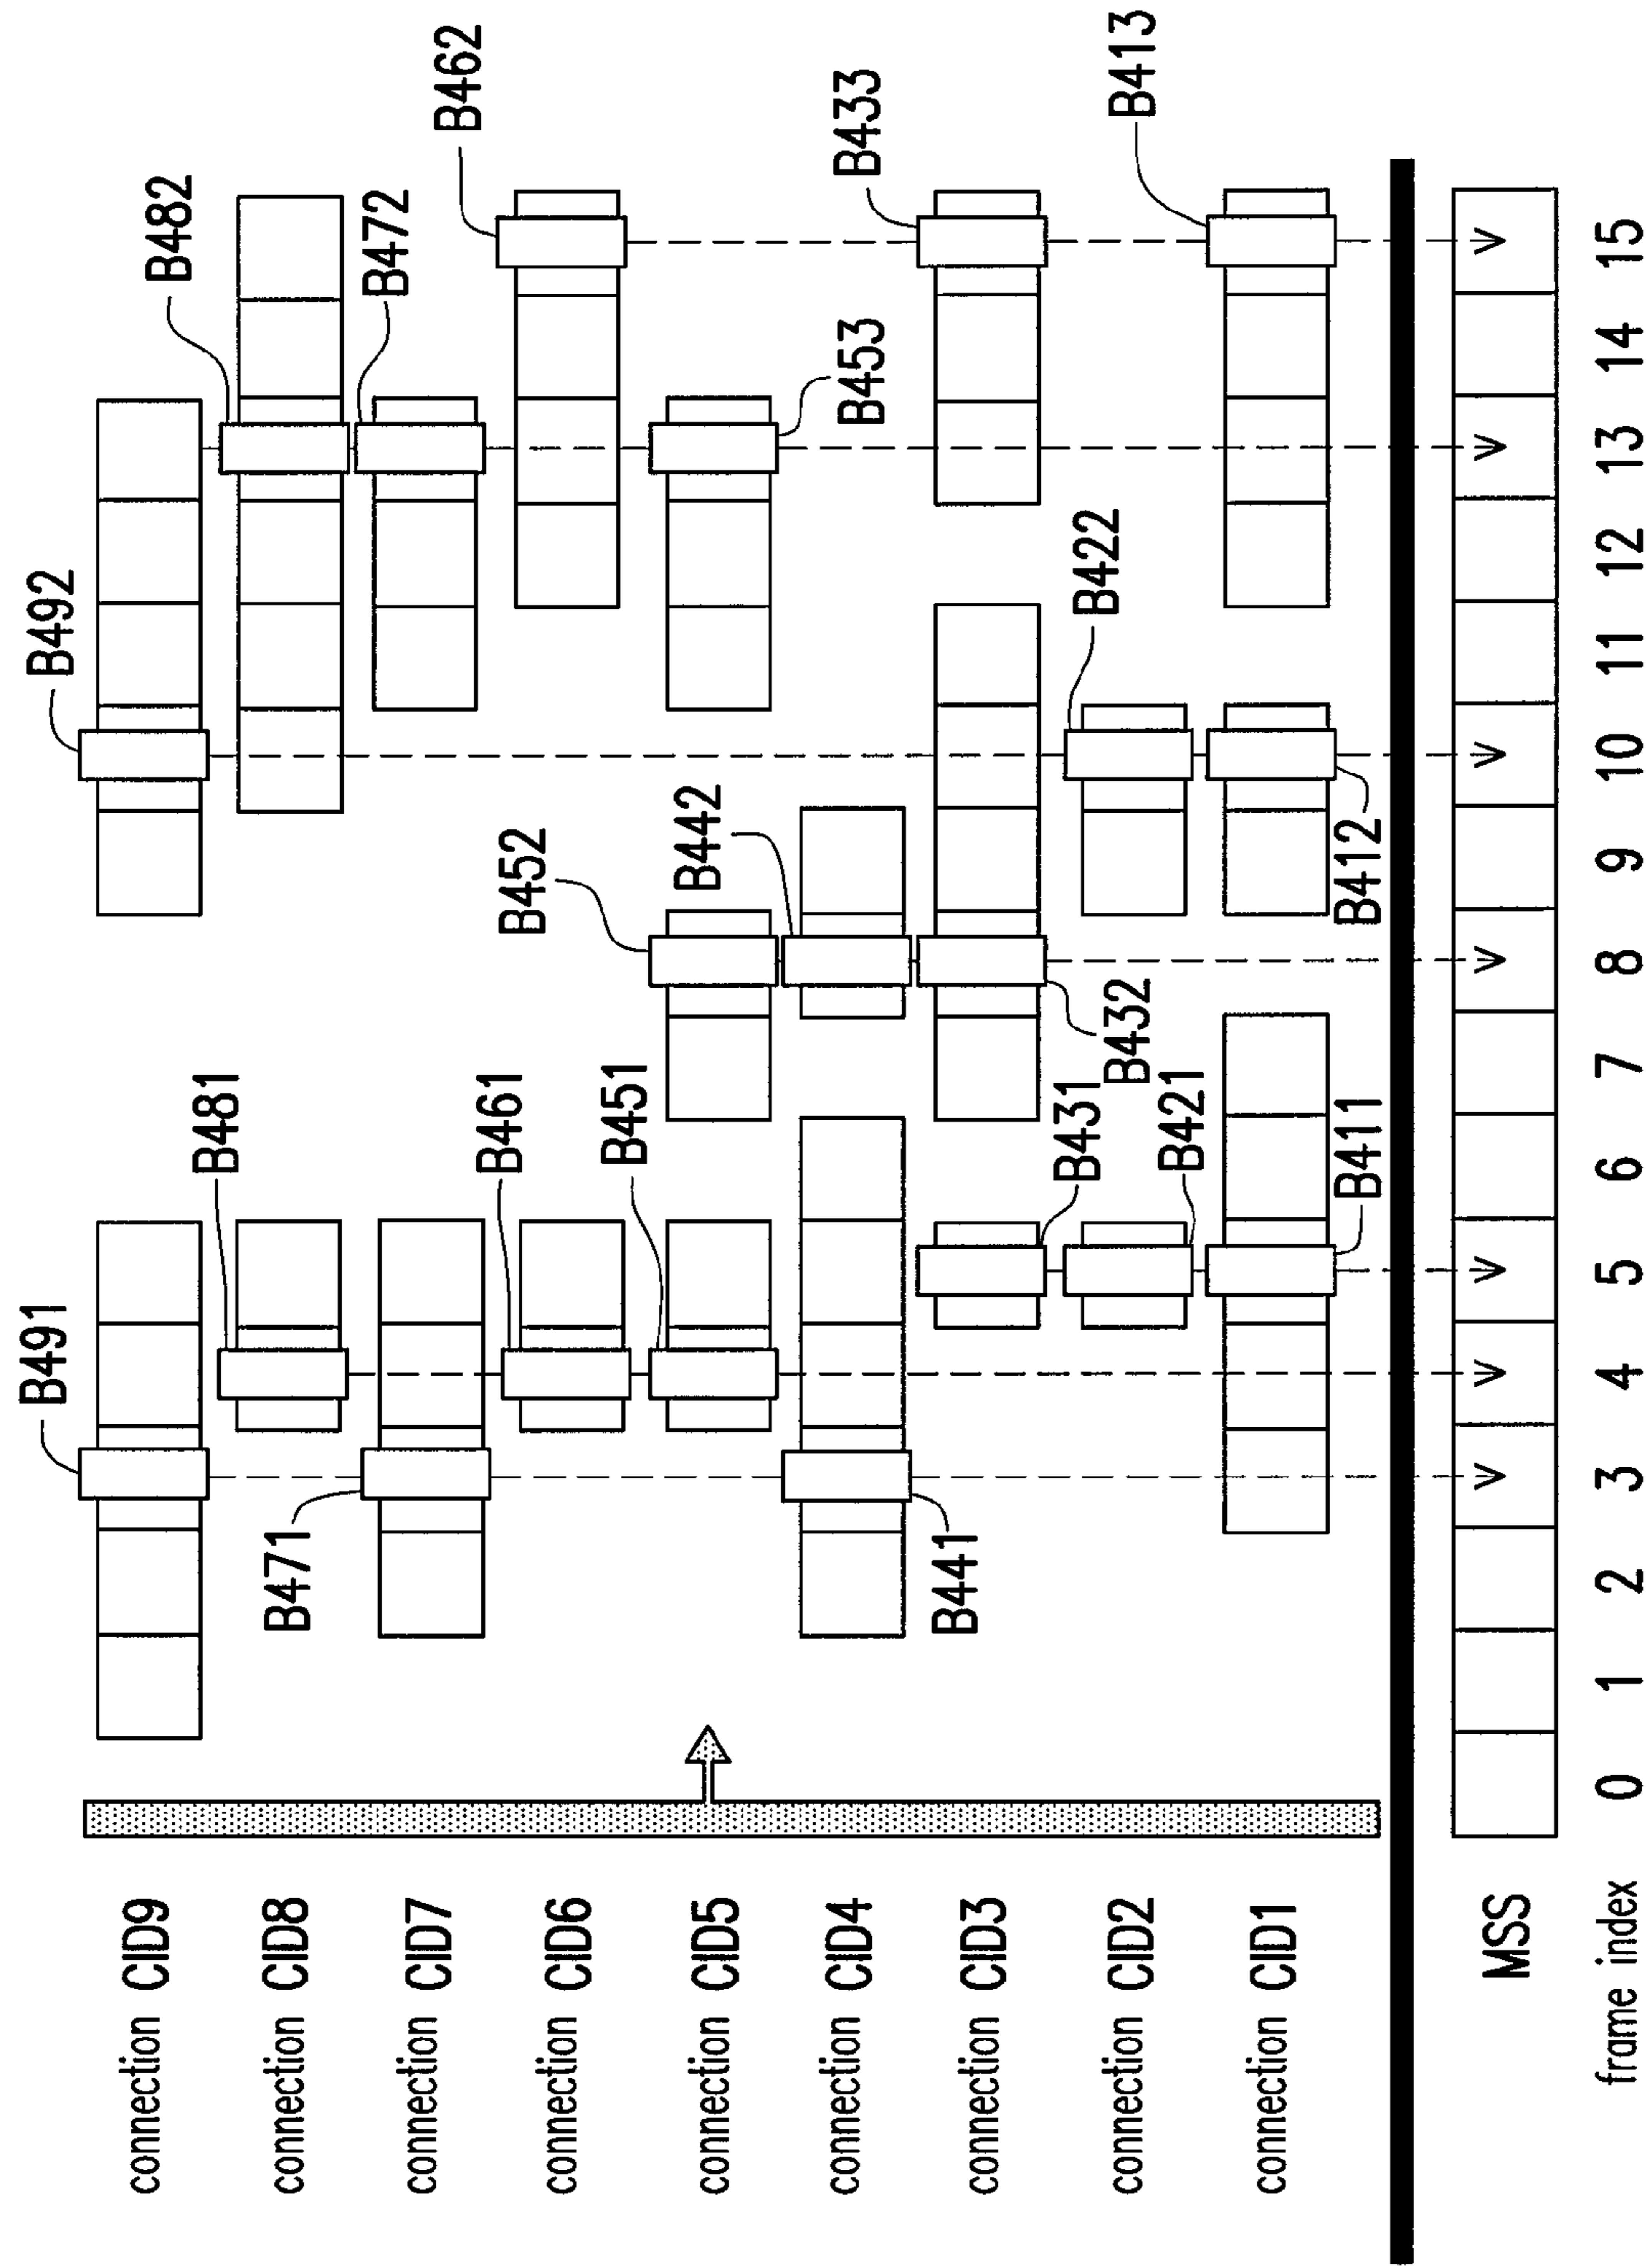 B491
B492
connection CID9
B481
B482
connection CID8
B471
B472
connection CID7
B461
B462
connection CID6
B451
B452
B453
connection CID5
B441
B442
connection CID4
B431
B432
B433
connection CID3
B421
B422
connection CID2
B411
B412
B413
connection CID1
MSS
frame index 0 1 2 3 4 5 6 7 8 9 10 11 12 13 14 15